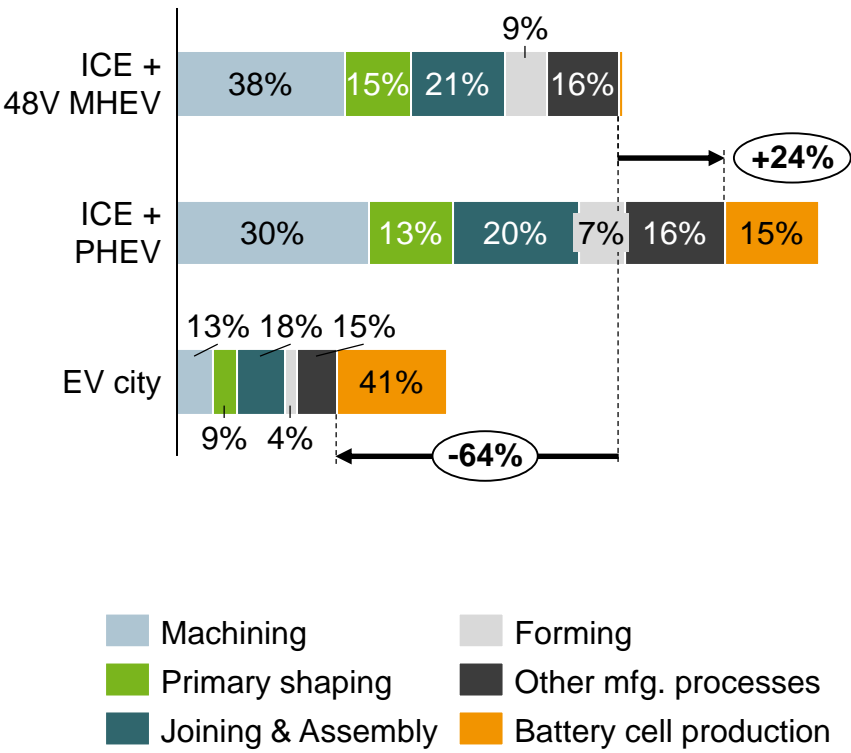 9%
ICE +
48V MHEV
38%
15%
21%
16%
+24%
ICE +
PHEV
30%
13%
20%
7%
16%
15%
13%
18%
15%
EV city
41%
9%
4%
-64%
Machining
Forming
Primary shaping
Other mfg. processes
Joining & Assembly
Battery cell production